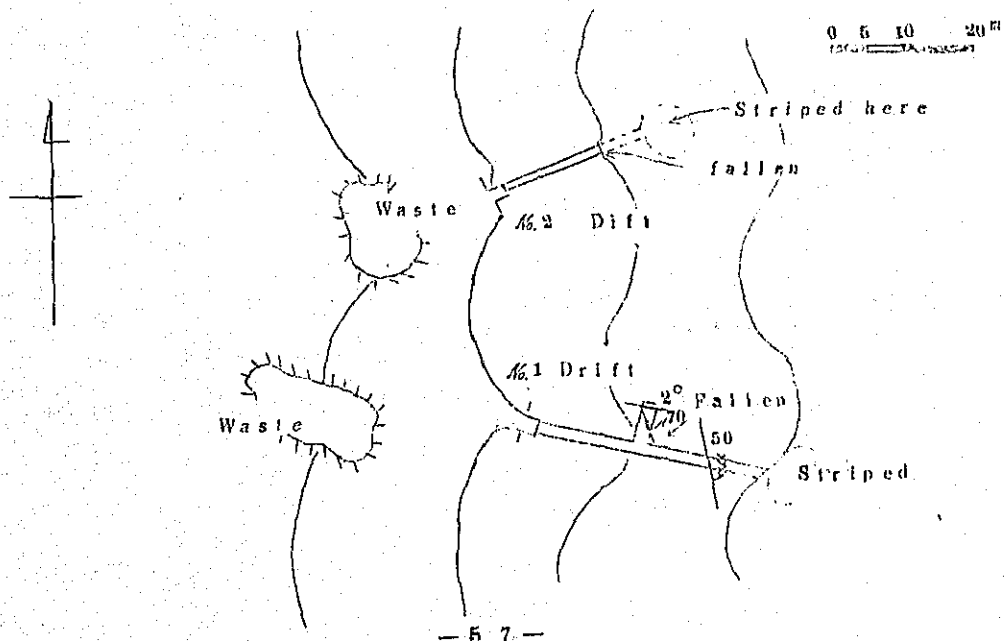 0 5 10 20 m
Striped here
fallen
Waste
No. 2 Dift
No. 1 Drift
2° Fallen
70
50
Waste
Striped
— 5 7 —